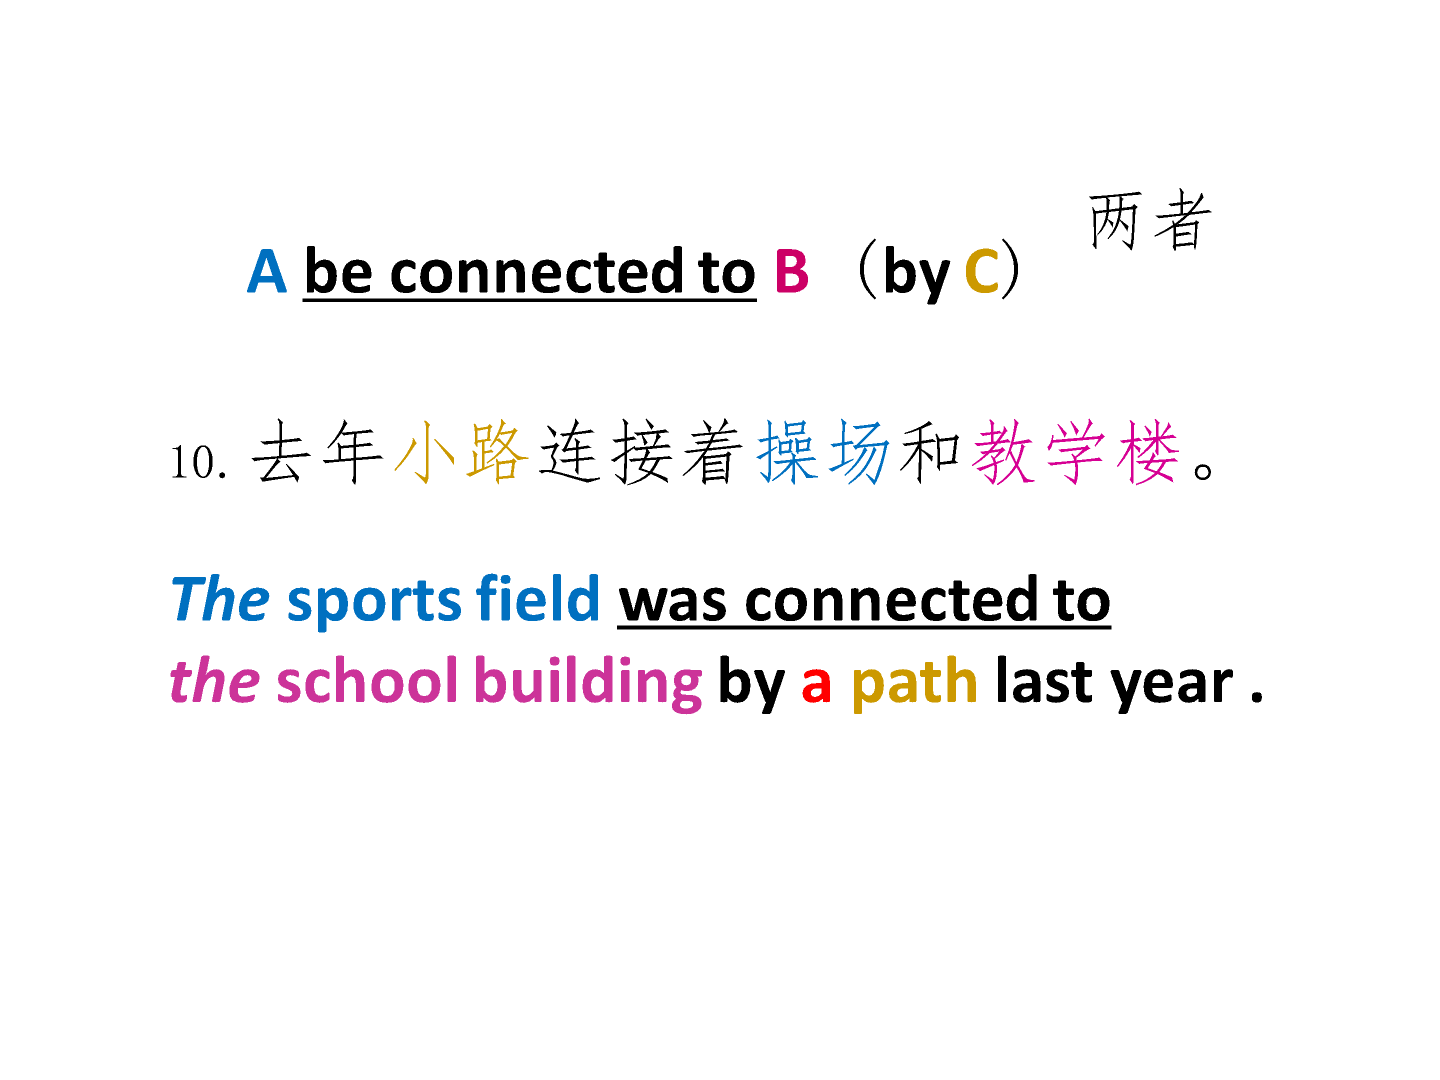 两者
A be connected to B （by C）
10. 去年小路连接着操场和教学楼。
The sports field was connected to
the school building by a path last year .